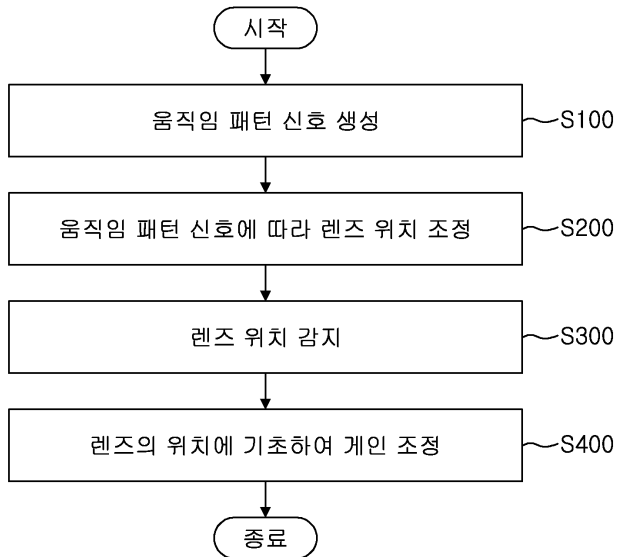 시작
움직임 패턴 신호 생성
S100
움직임 패턴 신호에 따라 렌즈 위치 조정
S200
렌즈 위치 감지
S300
렌즈의 위치에 기초하여 게인 조정
S400
종료